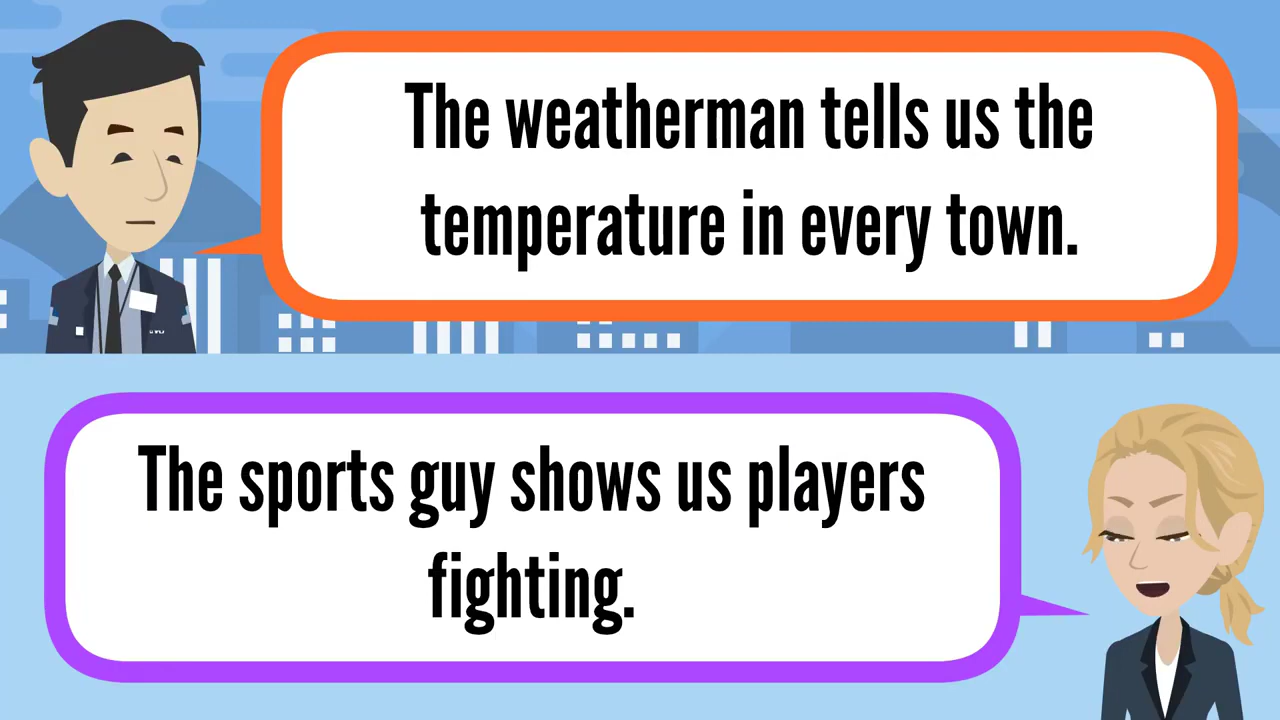 The weatherman tells us the
temperature in every town.
The sports guy shows us players
fighting.